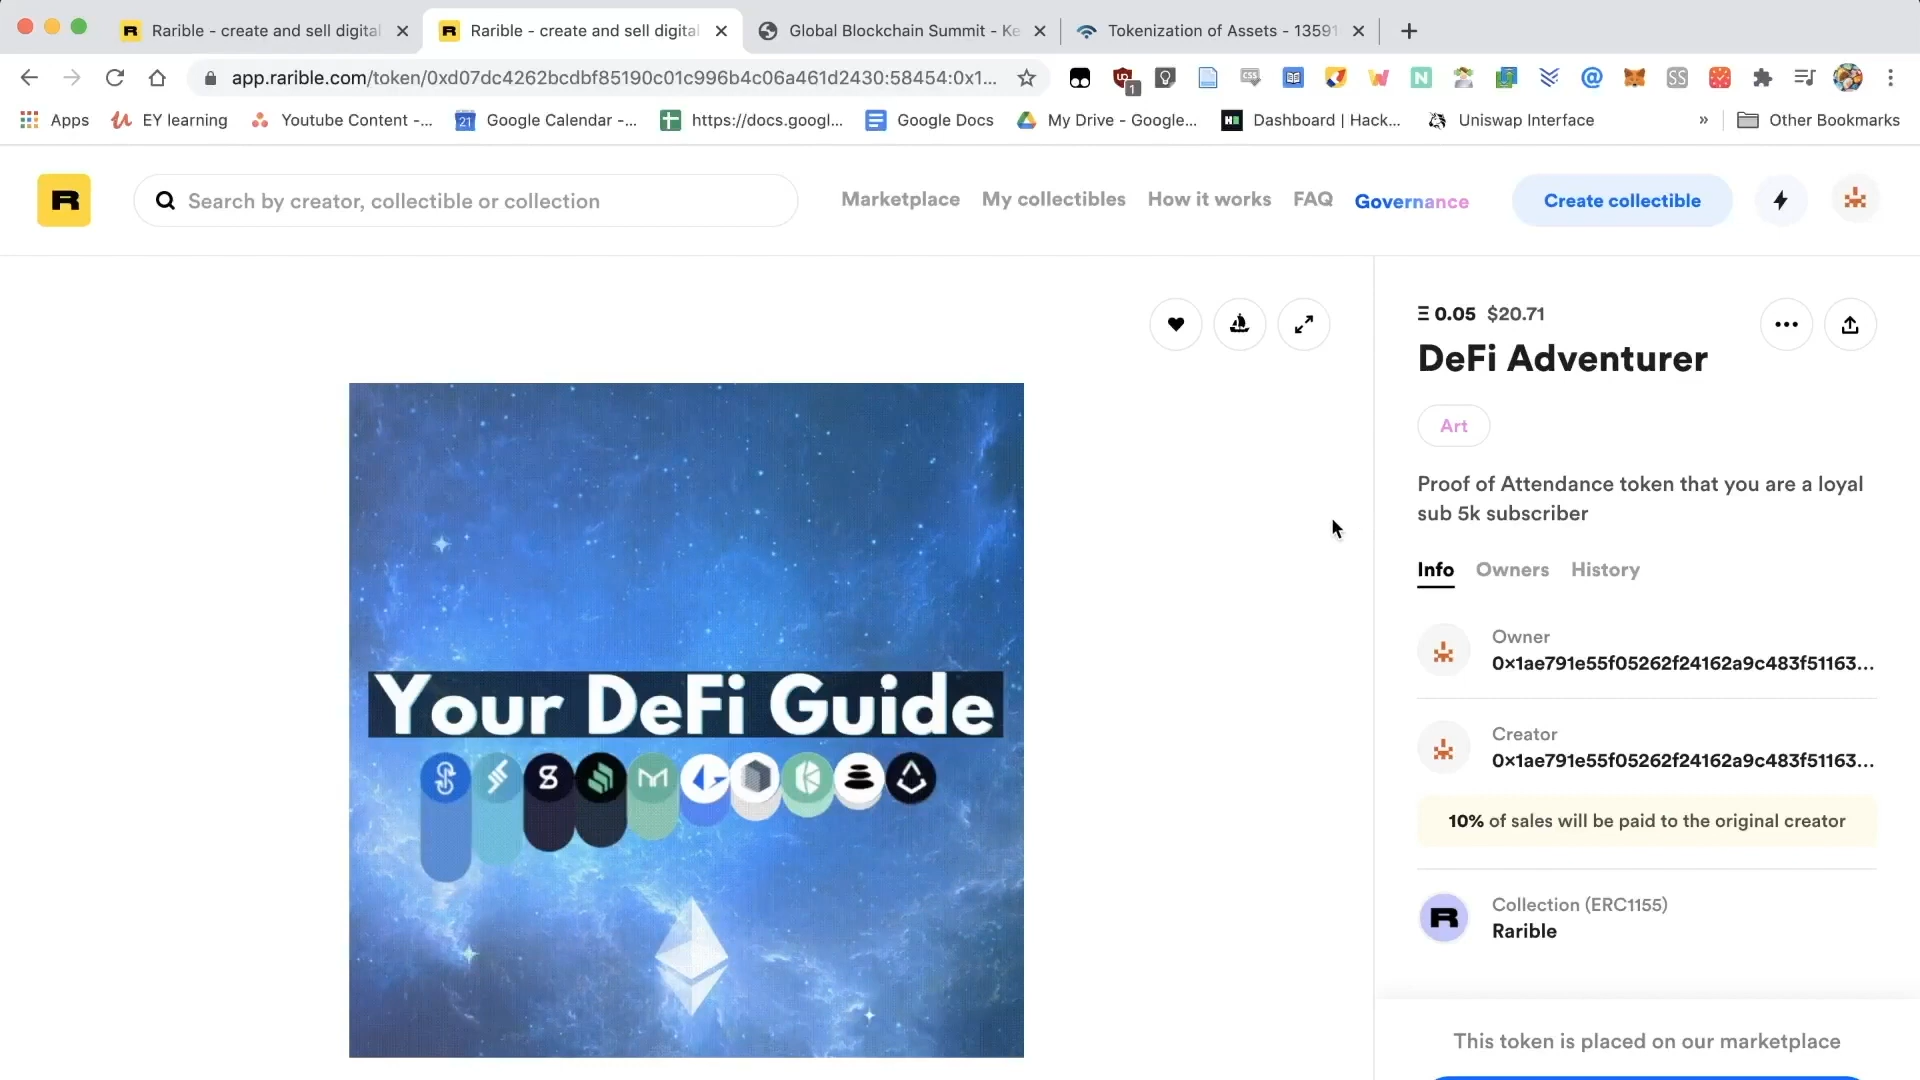 Rarible - create and sell digital
Rarible - create and sell digital
Global Blockchain Summit - Ke
Tokenization of Assets - 13591
app.rarible.com/token/0xd07dc4262bcdbf85190c01c996b4c06a461d2430:58454:0x1...
1
CSS
N
SS
Apps
EY learning
Youtube Content -...
21
Google Calendar -...
https://docs.googl...
Google Docs
My Drive - Google...
Dashboard | Hack...
Uniswap Interface
»
Other Bookmarks
R
Search by creator, collectible or collection
Marketplace
My collectibles
How it works
FAQ
Governance
Create collectible
Ξ 0.05 $20.71
DeFi Adventurer
Art
Proof of Attendance token that you are a loyal
sub 5k subscriber
Info
Owners
History
Owner
0x1ae791e55f05262f24162a9c483f51163...
Creator
0x1ae791e55f05262f24162a9c483f51163...
10% of sales will be paid to the original creator
R
Collection (ERC1155)
Rarible
This token is placed on our marketplace
Your DeFi Guide